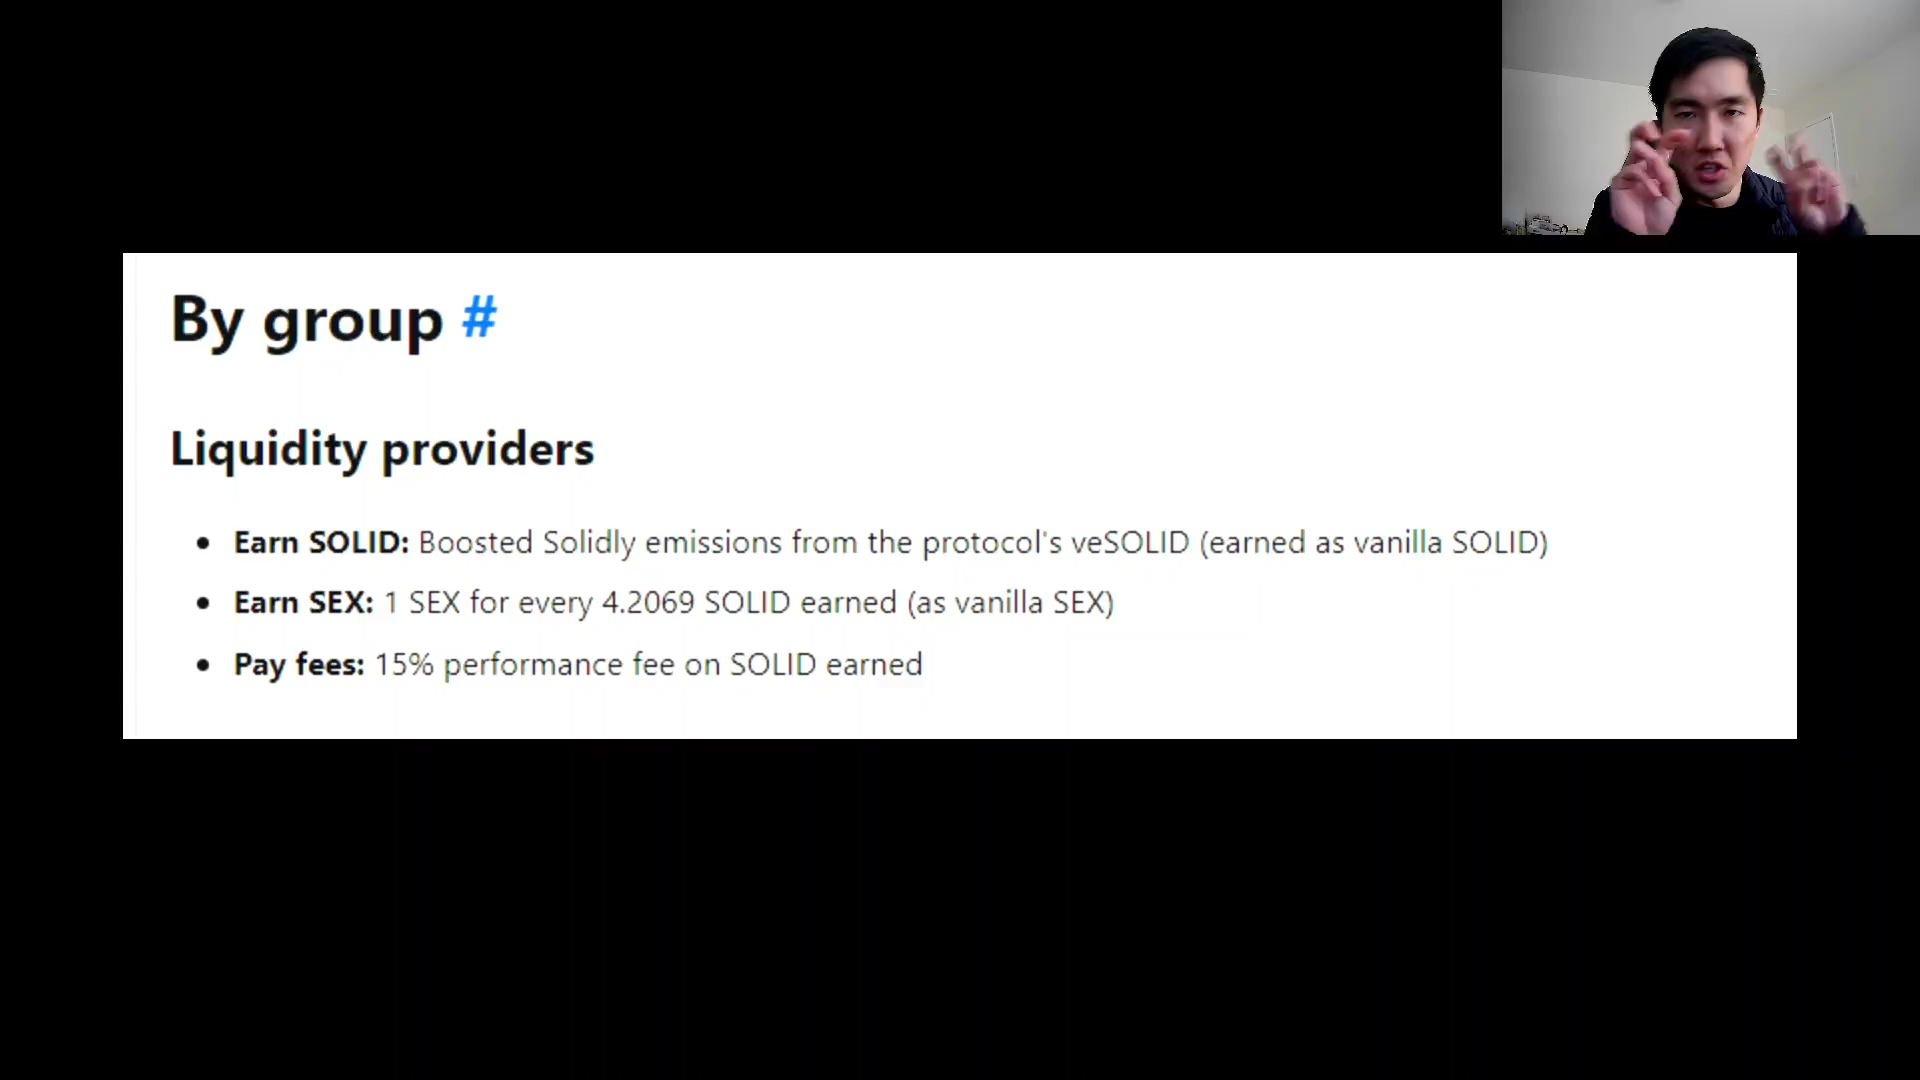 By group #
Liquidity providers
• Earn SOLID: Boosted Solidly emissions from the protocol's veSOLID (earned as vanilla SOLID)
• Earn SEX: 1 SEX for every 4.2069 SOLID earned (as vanilla SEX)
• Pay fees: 15% performance fee on SOLID earned